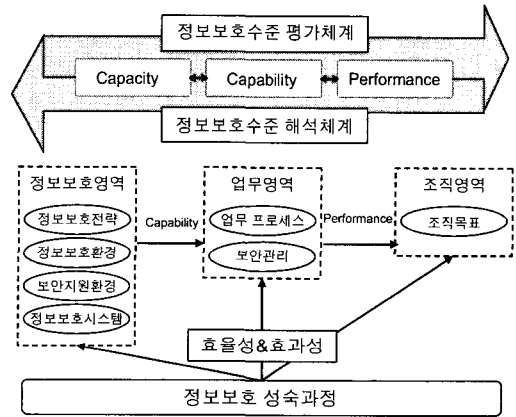 정보보호수준 평가체계
Capacity
Capability
Performance
정보보호수준 해석체계
정보보호영역
업무영역
조직영역
정보보호전략
Capability
업무 프로세스
Performance
조직목표
정보보호환경
보안관리
보안지원환경
정보보호시스템
효율성&효과성
정보보호 성숙과정